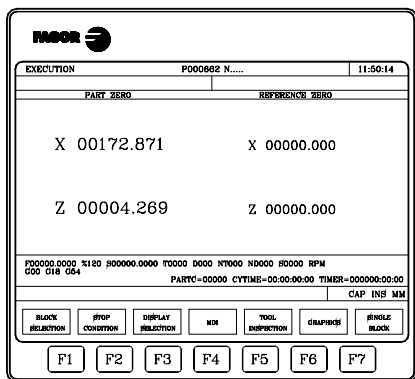 FAGOR
EXECUTION P000662 N..... 11:50:14
PART ZERO REFERENCE ZERO
X 00172.871 X 00000.000
Z 00004.269 Z 00000.000
F00000.0000 %120 S00000.0000 T0000 D000 NT000 ND000 S0000 RPM
G00 G18 G54
PARTC=00000 CYTIME=00:00:00:00 TIMER=000000:00:00
CAP INS MM
BLOCK SELECTION STOP CONDITION DISPLAY SELECTION MDI TOOL INSPECTION GRAPHICS SINGLE BLOCK
F1 F2 F3 F4 F5 F6 F7